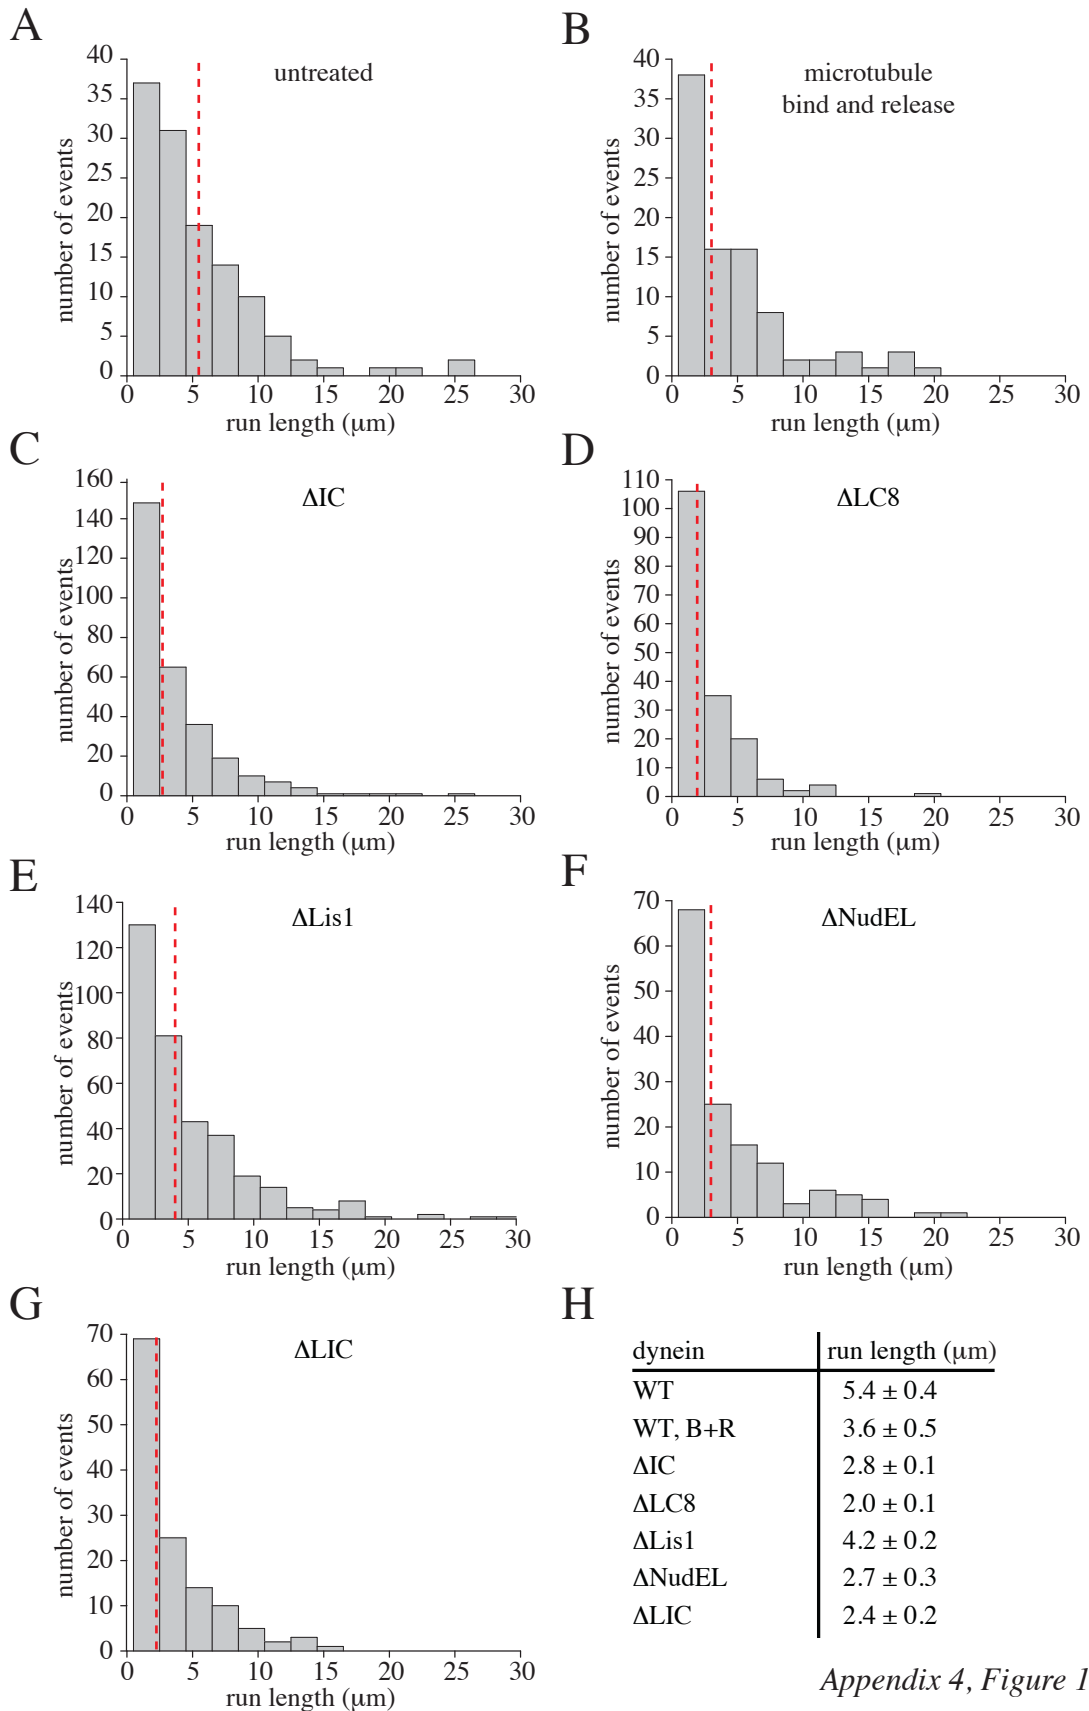 A
untreated
number of events
40
35
30
25
20
15
10
5
0
0 5 10 15 20 25 30
run length (µm)
B
microtubule
bind and release
number of events
40
35
30
25
20
15
10
5
0
0 5 10 15 20 25 30
run length (µm)
C
ΔIC
number of events
160
140
120
100
80
60
40
20
0
0 5 10 15 20 25 30
run length (µm)
D
ΔLC8
number of events
110
100
90
80
70
60
50
40
30
20
10
0
0 5 10 15 20 25 30
run length (µm)
E
ΔLis1
number of events
140
120
100
80
60
40
20
0
0 5 10 15 20 25 30
run length (µm)
F
ΔNudEL
number of events
70
60
50
40
30
20
10
0
0 5 10 15 20 25 30
run length (µm)
G
ΔLIC
number of events
70
60
50
40
30
20
10
0
0 5 10 15 20 25 30
run length (µm)
H
dynein run length (µm)
WT 5.4 ± 0.4
WT, B+R 3.6 ± 0.5
ΔIC 2.8 ± 0.1
ΔLC8 2.0 ± 0.1
ΔLis1 4.2 ± 0.2
ΔNudEL 2.7 ± 0.3
ΔLIC 2.4 ± 0.2
Appendix 4, Figure 1